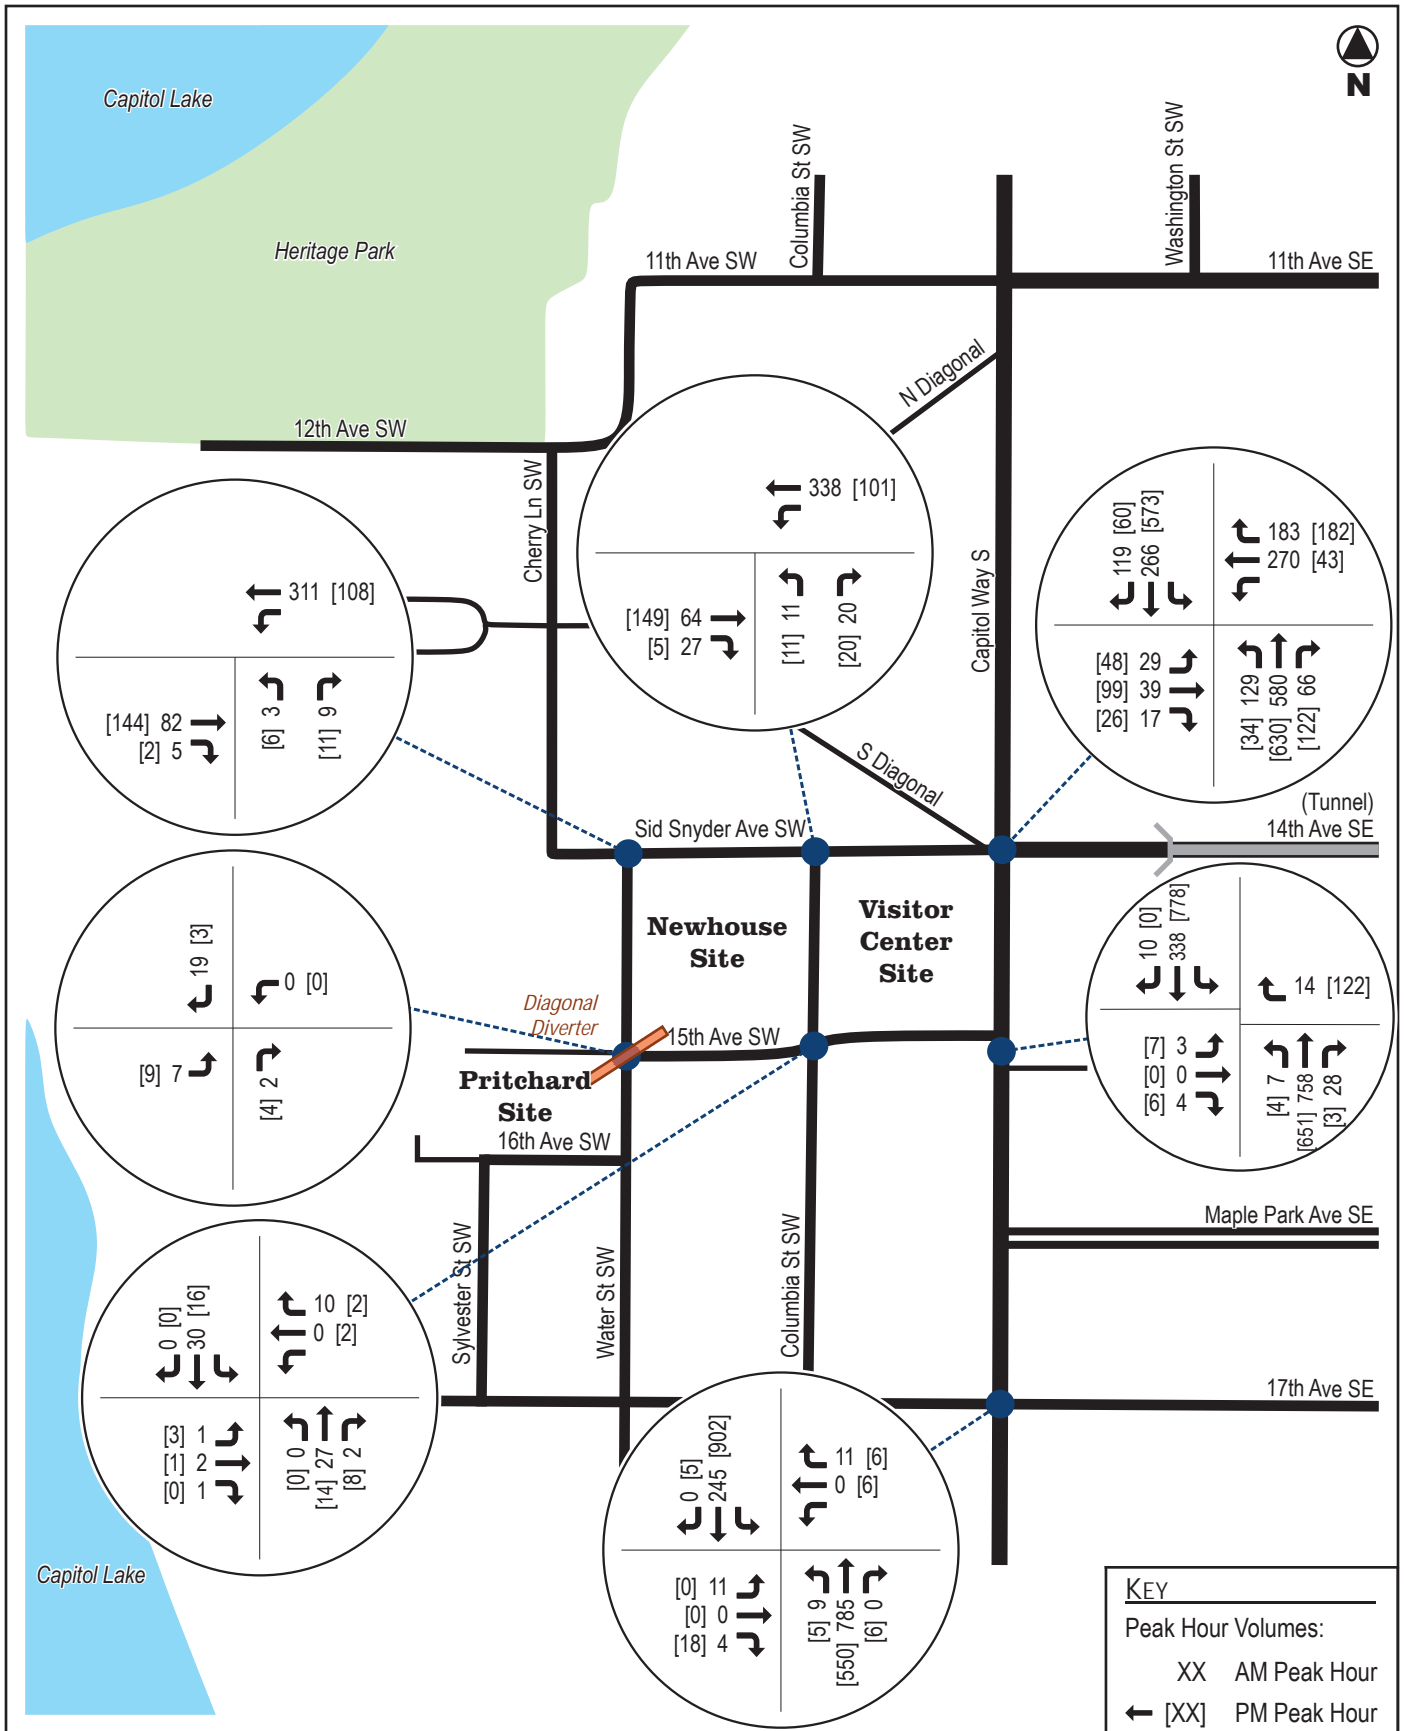 N
Capitol Lake
Heritage Park
Columbia St SW
Washington St SW
11th Ave SW
11th Ave SE
N Diagonal
12th Ave SW
Cherry Ln SW
Capitol Way S
338 [101]
[149] 64
[5] 27
[11] 11
[20] 20
119 [60]
266 [573]
183 [182]
270 [43]
[48] 29
[99] 39
[26] 17
[34] 129
[630] 580
[122] 66
311 [108]
[144] 82
[2] 5
[6] 3
[11] 9
S Diagonal
(Tunnel)
14th Ave SE
Sid Snyder Ave SW
Newhouse
Site
Visitor
Center
Site
19 [3]
0 [0]
[9] 7
[4] 2
10 [0]
338 [778]
14 [122]
[7] 3
[0] 0
[6] 4
[4] 7
[651] 758
[3] 28
Diagonal
Diverter
15th Ave SW
Pritchard
Site
16th Ave SW
Maple Park Ave SE
Sylvester St SW
Water St SW
Columbia St SW
0 [0]
30 [16]
10 [2]
0 [2]
[3] 1
[1] 2
[0] 1
[0] 0
[14] 27
[8] 2
17th Ave SE
0 [5]
245 [902]
11 [6]
0 [6]
[0] 11
[0] 0
[18] 4
[5] 9
[550] 785
[6] 0
Capitol Lake
KEY
Peak Hour Volumes:
XX AM Peak Hour
[XX] PM Peak Hour